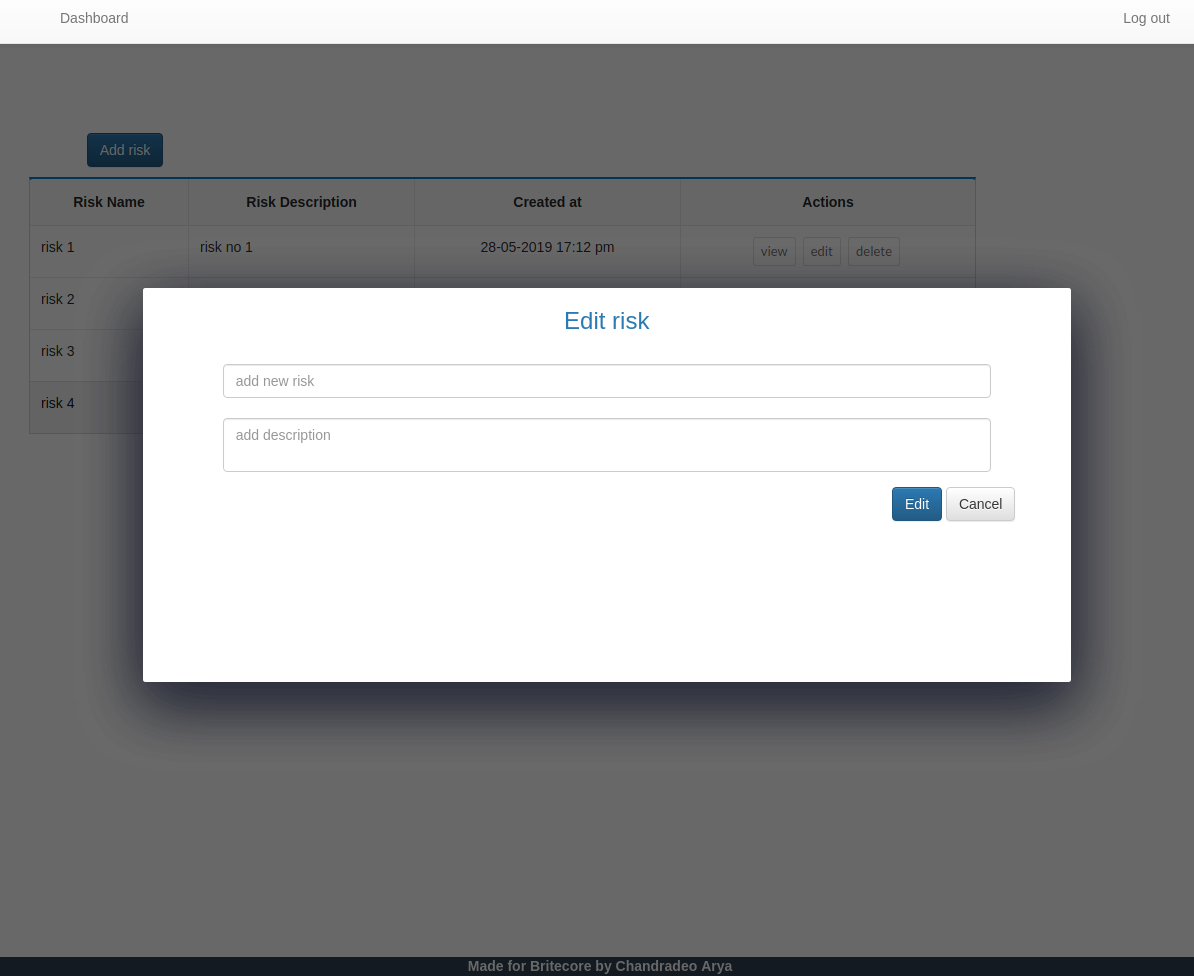 Dashboard Log out
Add risk
Risk Name Risk Description Created at Actions
risk 1 risk no 1 28-05-2019 17:12 pm view edit delete
risk 2
Edit risk
risk 3
add new risk
risk 4
add description
Edit Cancel
Made for Britecore by Chandradeo Arya